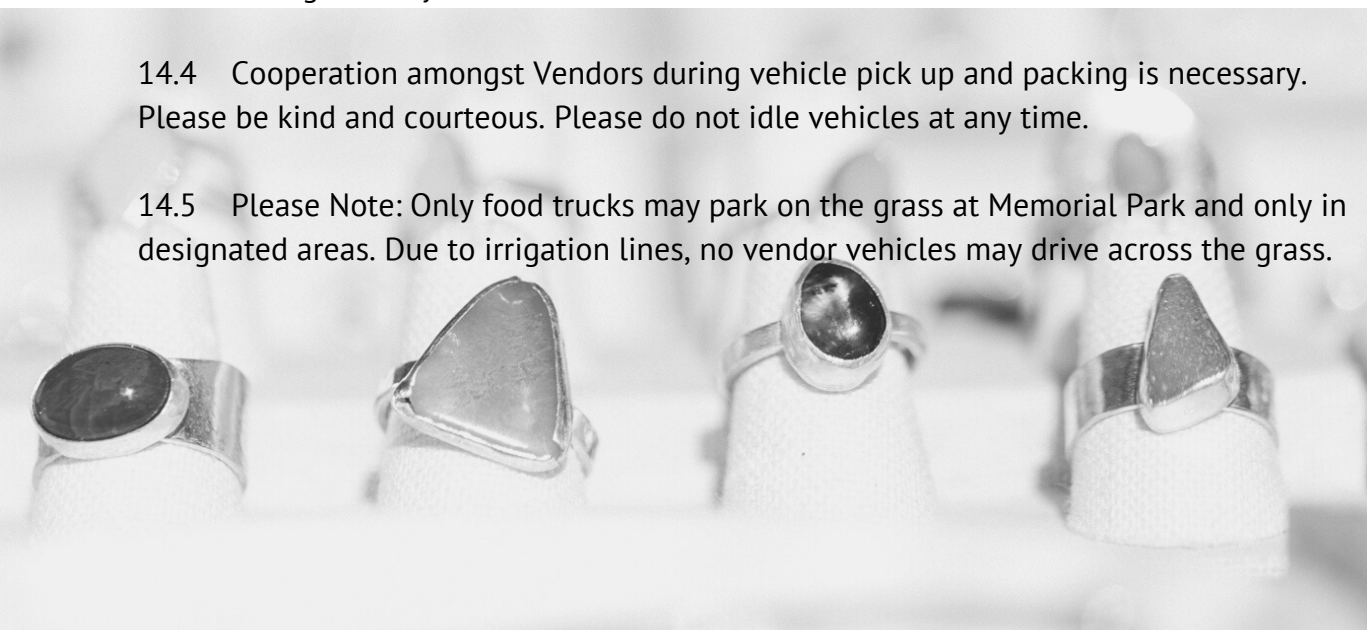 14.4 Cooperation amongst Vendors during vehicle pick up and packing is necessary.
Please be kind and courteous. Please do not idle vehicles at any time.
14.5 Please Note: Only food trucks may park on the grass at Memorial Park and only in
designated areas. Due to irrigation lines, no vendor vehicles may drive across the grass.